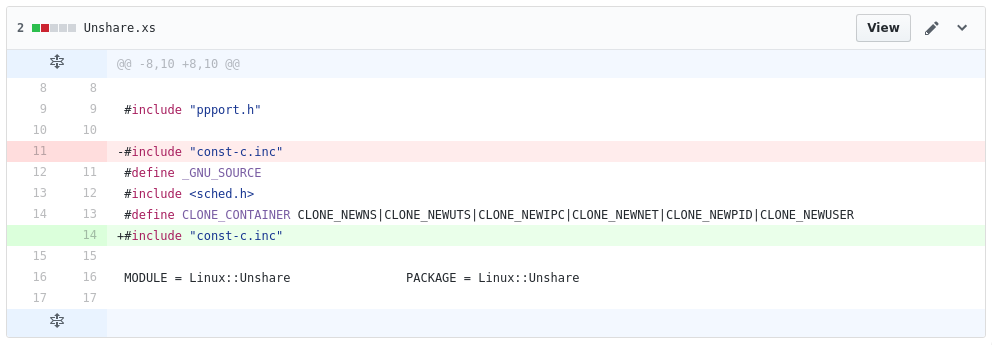 2 Unshare.xs View
@@ -8,10 +8,10 @@
8 8
9 9 #include "ppport.h"
10 10
11 -#include "const-c.inc"
12 11 #define _GNU_SOURCE
13 12 #include <sched.h>
14 13 #define CLONE_CONTAINER CLONE_NEWNS|CLONE_NEWUTS|CLONE_NEWIPC|CLONE_NEWNET|CLONE_NEWPID|CLONE_NEWUSER
14 +#include "const-c.inc"
15 15
16 16 MODULE = Linux::Unshare PACKAGE = Linux::Unshare
17 17